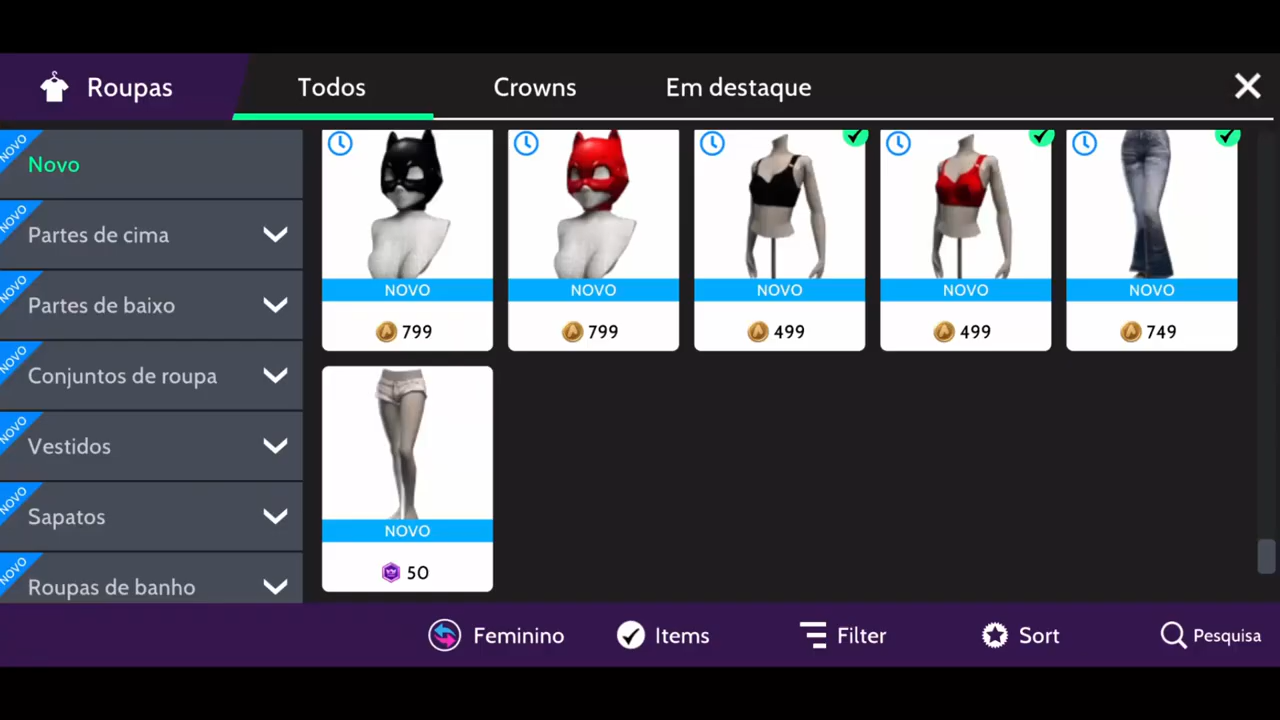 Roupas
Todos
Crowns
Em destaque
NOVO
Novo
NOVO
Partes de cima
NOVO
Partes de baixo
NOVO
Conjuntos de roupa
NOVO
Vestidos
NOVO
Sapatos
NOVO
Roupas de banho
NOVO
799
NOVO
799
NOVO
499
NOVO
499
NOVO
749
NOVO
50
Feminino
Items
Filter
Sort
Pesquisa